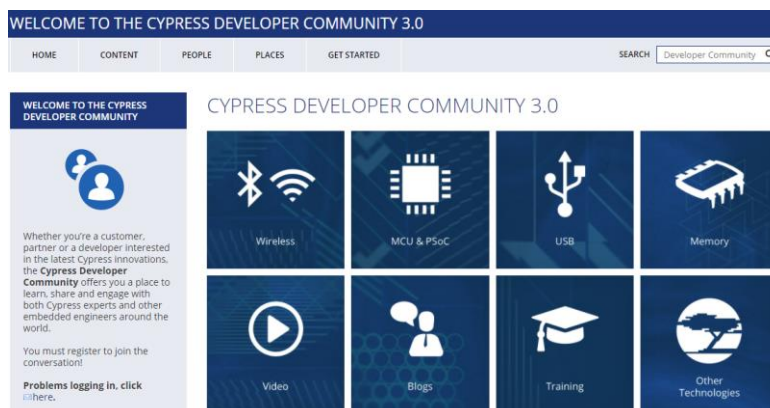 WELCOME TO THE CYPRESS DEVELOPER COMMUNITY 3.0
HOME CONTENT PEOPLE PLACES GET STARTED SEARCH Developer Community
WELCOME TO THE CYPRESS
DEVELOPER COMMUNITY
Whether you're a customer,
partner or a developer interested
in the latest Cypress innovations,
the Cypress Developer
Community offers you a place to
learn, share and engage with
both Cypress experts and other
embedded engineers around the
world.
You must register to join the
conversation!
Problems logging in, click
here.
CYPRESS DEVELOPER COMMUNITY 3.0
Wireless MCU & PSoC USB Memory
Video Blogs Training Other
Technologies